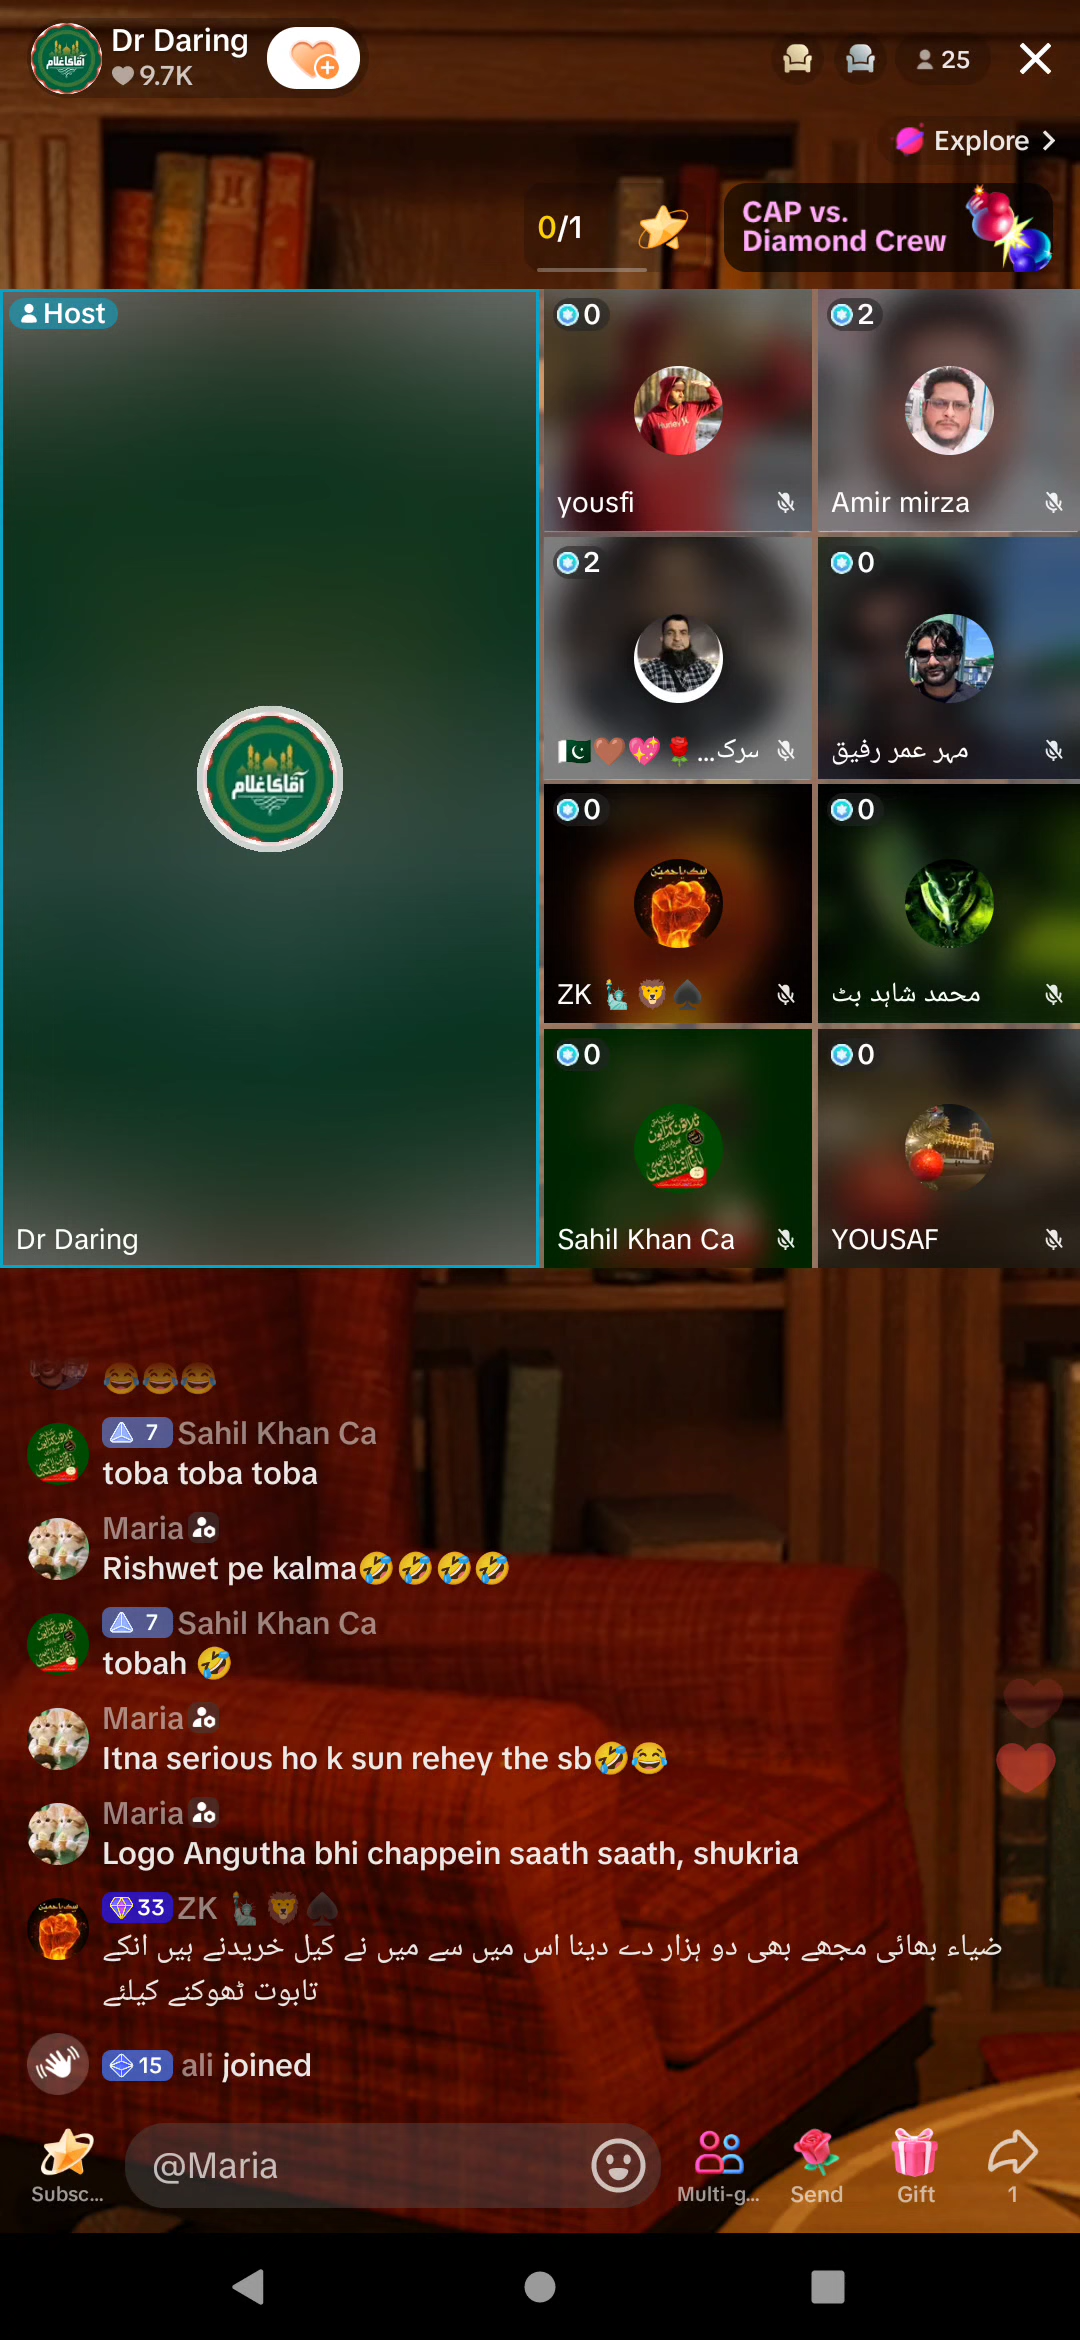 Dr Daring
9.7K
25
Explore
0/1
CAP vs.
Diamond Crew
Host
آقا کا غلام
Dr Daring
0
yousfi
2
Amir mirza
2
🇵🇰🤎💖🌹...سرک
0
مہر عمر رفیق
0
ZK 🗽🦁♠️
0
محمد شاہد بٹ
0
Sahil Khan Ca
0
YOUSAF
😂😂😂
7 Sahil Khan Ca
toba toba toba
Maria
Rishwet pe kalma🤣🤣🤣🤣
7 Sahil Khan Ca
tobah 🤣
Maria
Itna serious ho k sun rehey the sb🤣😂
Maria
Logo Angutha bhi chappein saath saath, shukria
33 ZK 🗽🦁♠️
ضیاء بھائی مجھے بھی دو ہزار دے دینا اس میں سے میں نے کیل خریدنے ہیں انکے
تابوت ٹھوکنے کیلئے
15 ali joined
@Maria
Subsc...
Multi-g...
Send
Gift
1